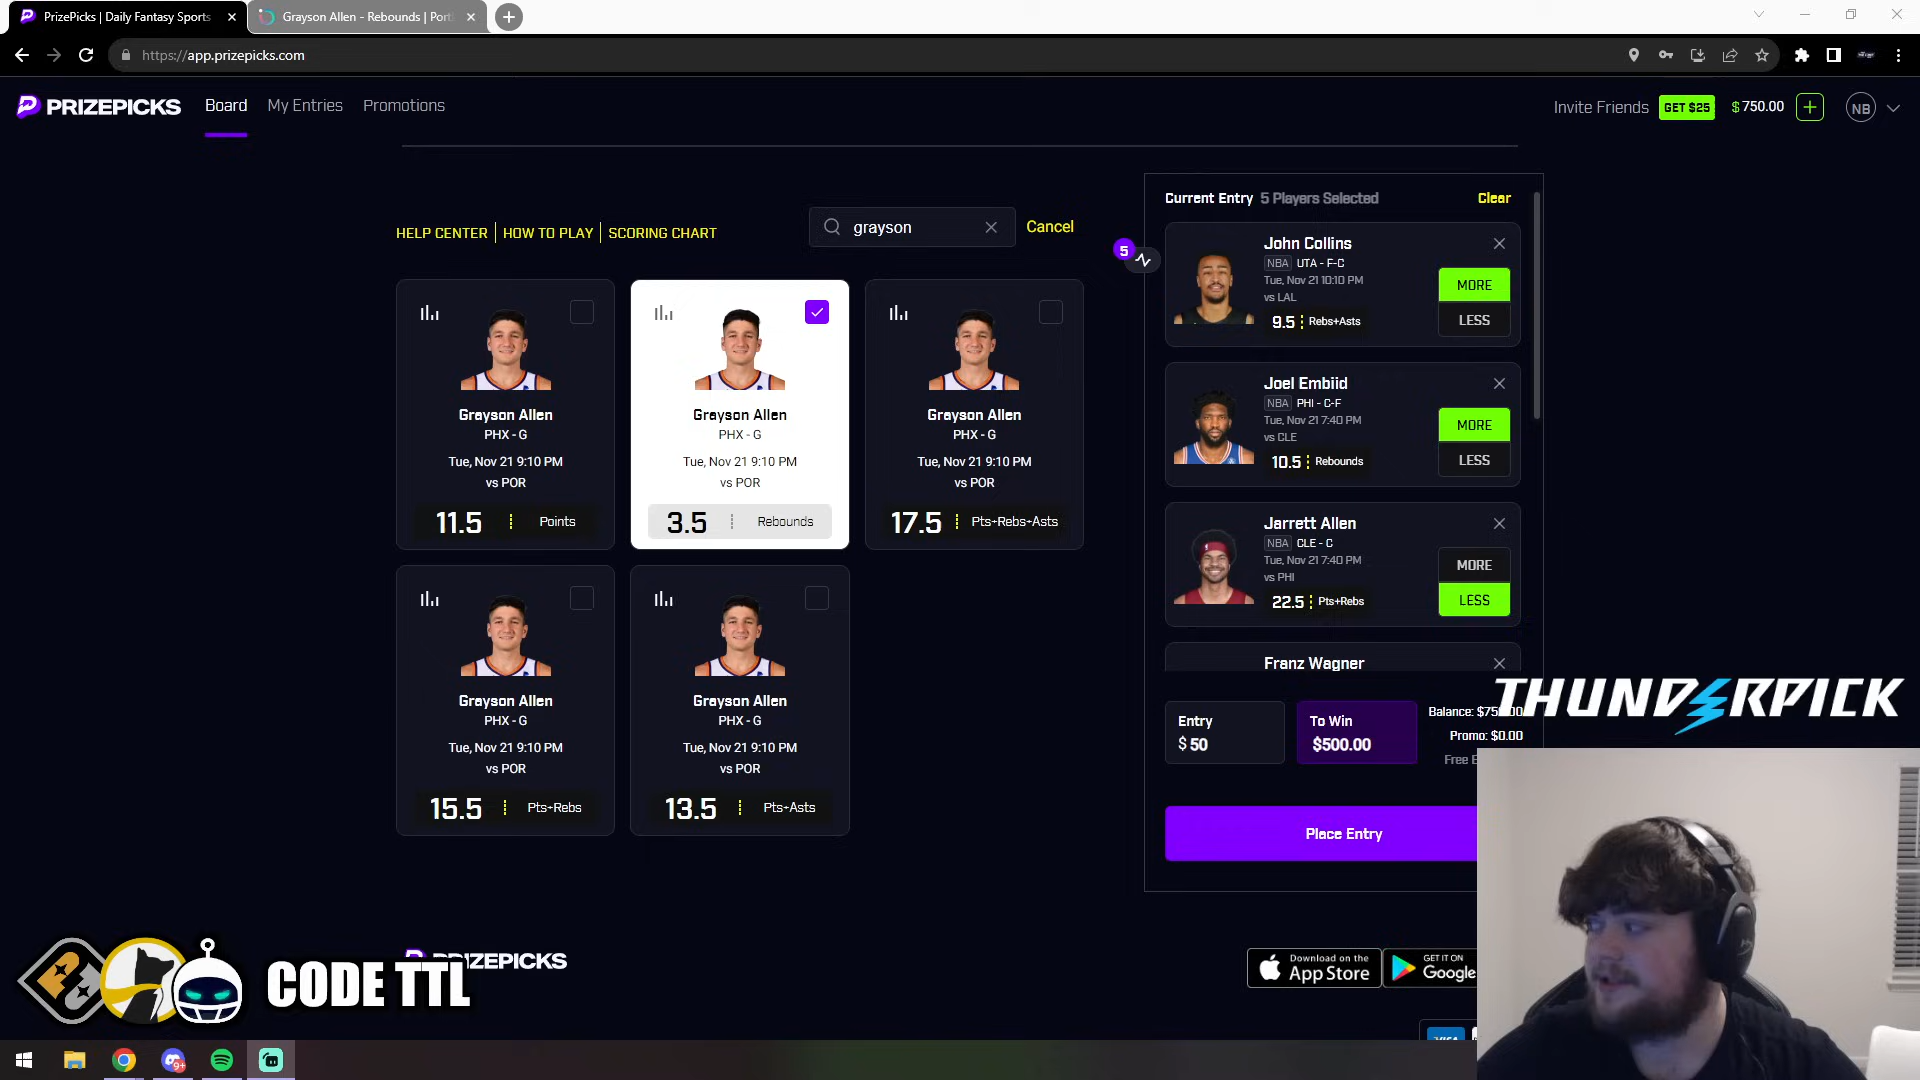 PrizePicks | Daily Fantasy Sports
Grayson Allen - Rebounds | Port
https://app.prizepicks.com
PRIZEPICKS
Board
My Entries
Promotions
Invite Friends
GET $25
$ 750.00
NB
HELP CENTER
HOW TO PLAY
SCORING CHART
grayson
Cancel
Grayson Allen
PHX - G
Tue, Nov 21 9:10 PM
vs POR
11.5
Points
Grayson Allen
PHX - G
Tue, Nov 21 9:10 PM
vs POR
3.5
Rebounds
Grayson Allen
PHX - G
Tue, Nov 21 9:10 PM
vs POR
17.5
Pts+Rebs+Asts
Grayson Allen
PHX - G
Tue, Nov 21 9:10 PM
vs POR
15.5
Pts+Rebs
Grayson Allen
PHX - G
Tue, Nov 21 9:10 PM
vs POR
13.5
Pts+Asts
5
Current Entry 5 Players Selected
Clear
John Collins
NBA UTA - F-C
Tue, Nov 21 10:10 PM
vs LAL
9.5 Rebs+Asts
MORE
LESS
Joel Embiid
NBA PHI - C-F
Tue, Nov 21 7:40 PM
vs CLE
10.5 Rebounds
MORE
LESS
Jarrett Allen
NBA CLE - C
Tue, Nov 21 7:40 PM
vs PHI
22.5 Pts+Rebs
MORE
LESS
Franz Wagner
Entry
$ 50
To Win
$500.00
Balance: $75
Promo: $0.00
Free E
Place Entry
THUNDERPICK
CODE TTL
PRIZEPICKS
Download on the
App Store
GET IT ON
Google
VISA
9+